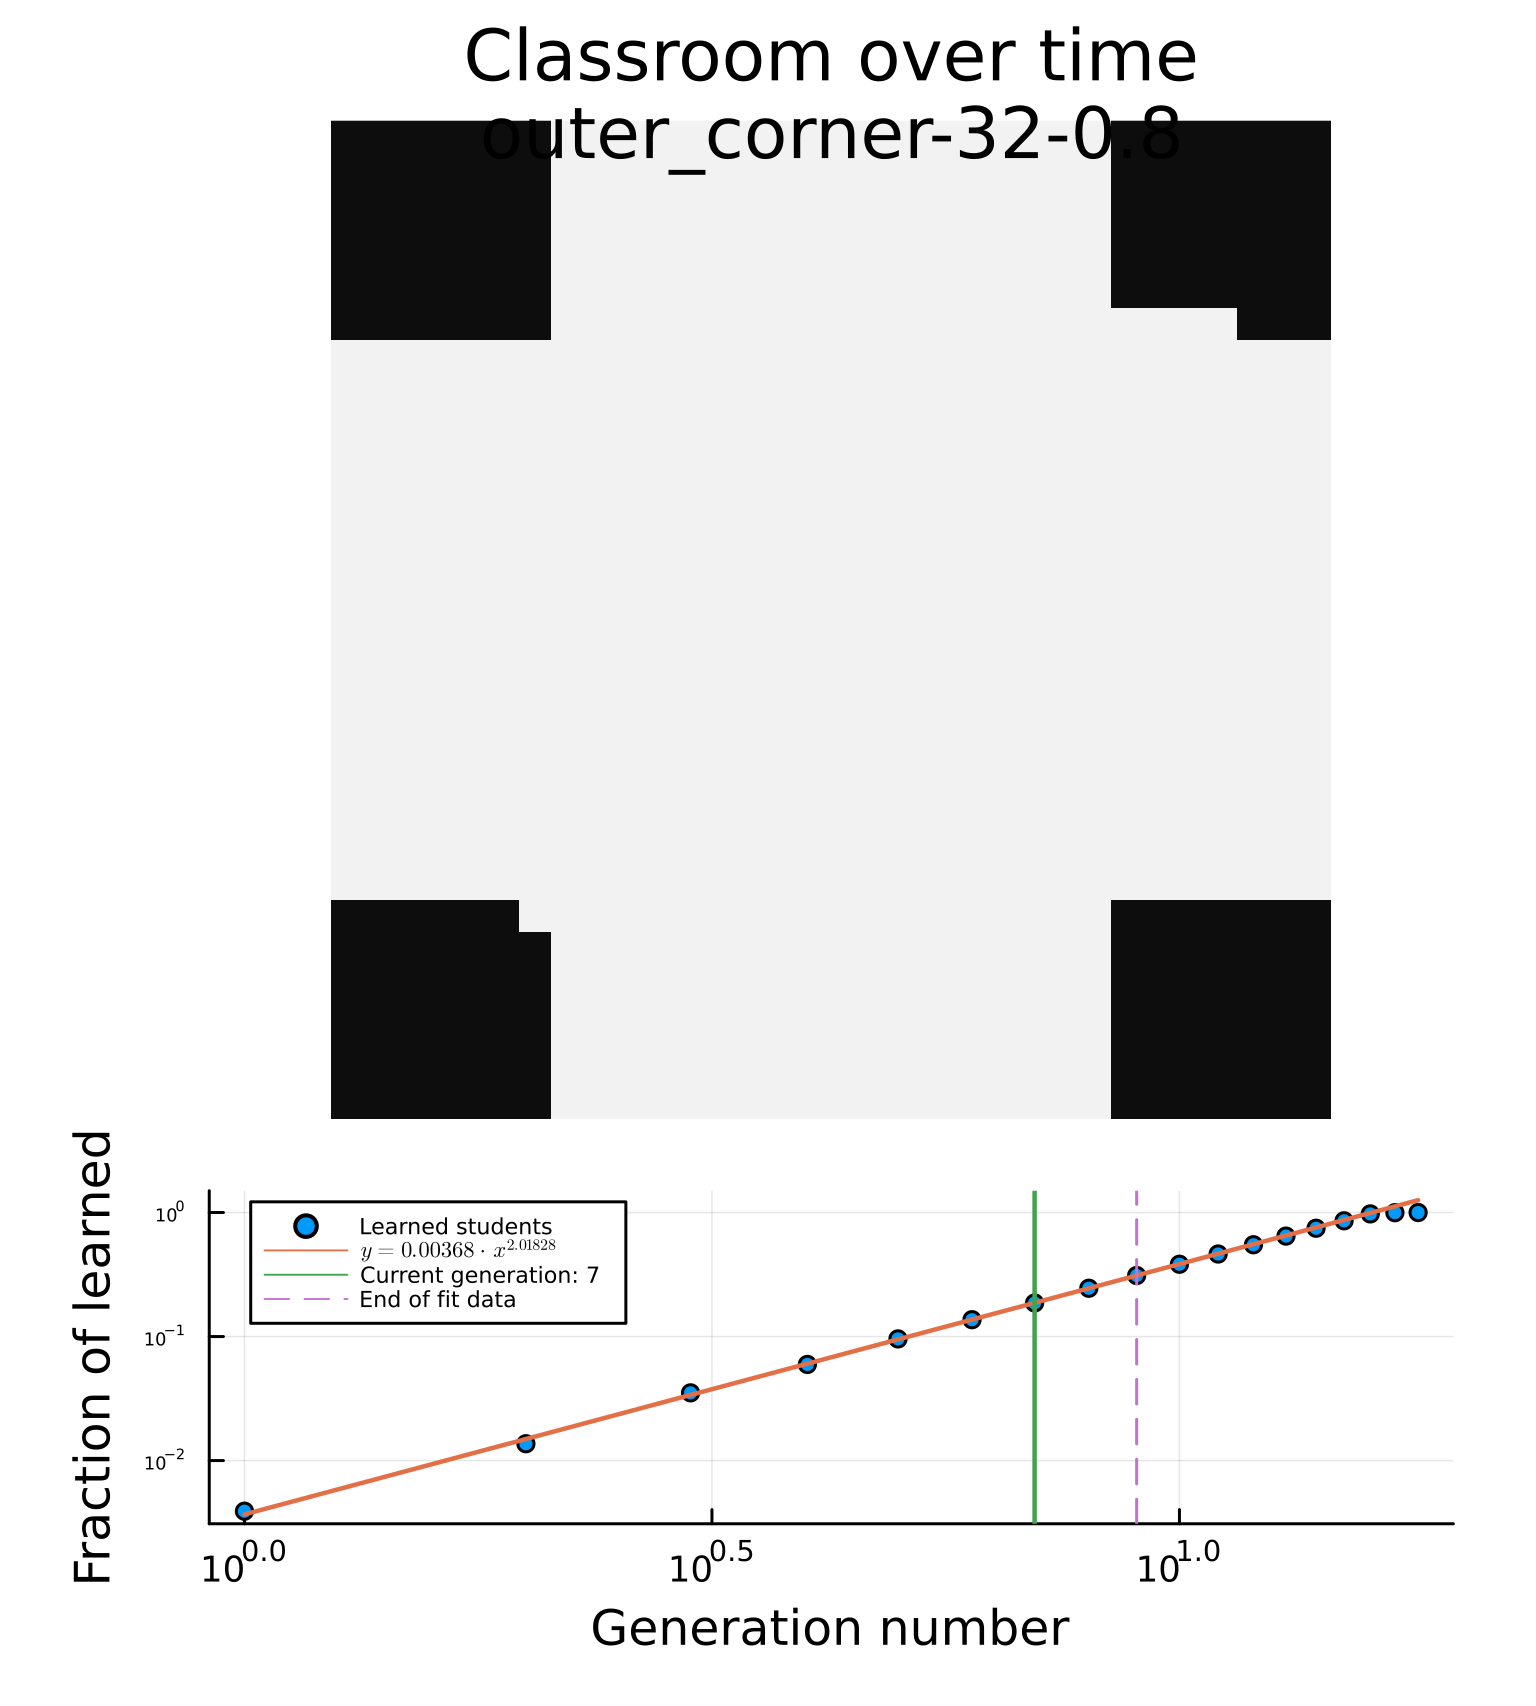 Classroom over time
outer_corner-32-0.8
Fraction of learned
10^0
10^−1
10^−2
Learned students
y = 0.00368 · x^2.01828
Current generation: 7
End of fit data
10^0.0
10^0.5
10^1.0
Generation number